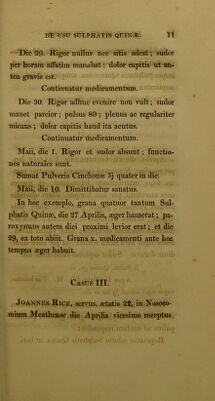 DE USU SULPHATIS QUINÆ. 11
Die 29. Rigor nullus nec sitis adest; sudor
per horam affatim manabat: dolor capitis ut an-
tea gravis est.
Continuatur medicamentum.
Die 30. Rigor adhuc evenire non vult; sudor
manet parcior: pulsus 80; plenus ac regulariter
micans; dolor capitis haud ita acutus.
Continuatur medicamentum.
Maii, die 1. Rigor et sudor absunt; functio-
nes naturales sunt.
Sumat Pulveris Cinchonæ ʒj quater in die.
Maii, die 10. Dimittibatur sanatus.
In hoc exemplo, grana quatuor tantum Sul-
phatis Quinæ, die 27 Aprilis, æger hauserat; pa-
roxysmus autem diei proximi levior erat; et die
29, ex toto abiit. Grana x. medicamenti ante hoc
tempus æger habuit.
Casus III.
Joannes Rice, servus, ætatis 22, in Nosoco-
mium Meathense die Aprilis vicesimo receptus